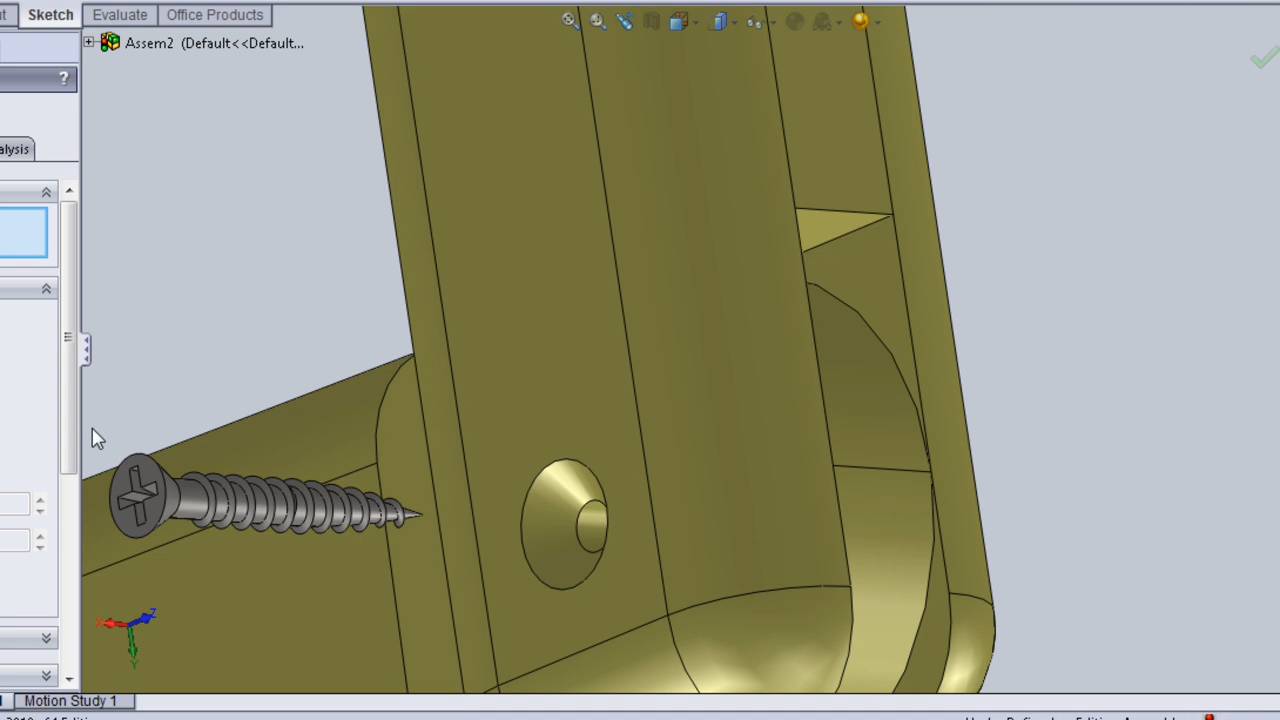 Sketch
Evaluate
Office Products
Assem2 (Default<<Default...
?
alysis
X
Z
Y
Motion Study 1